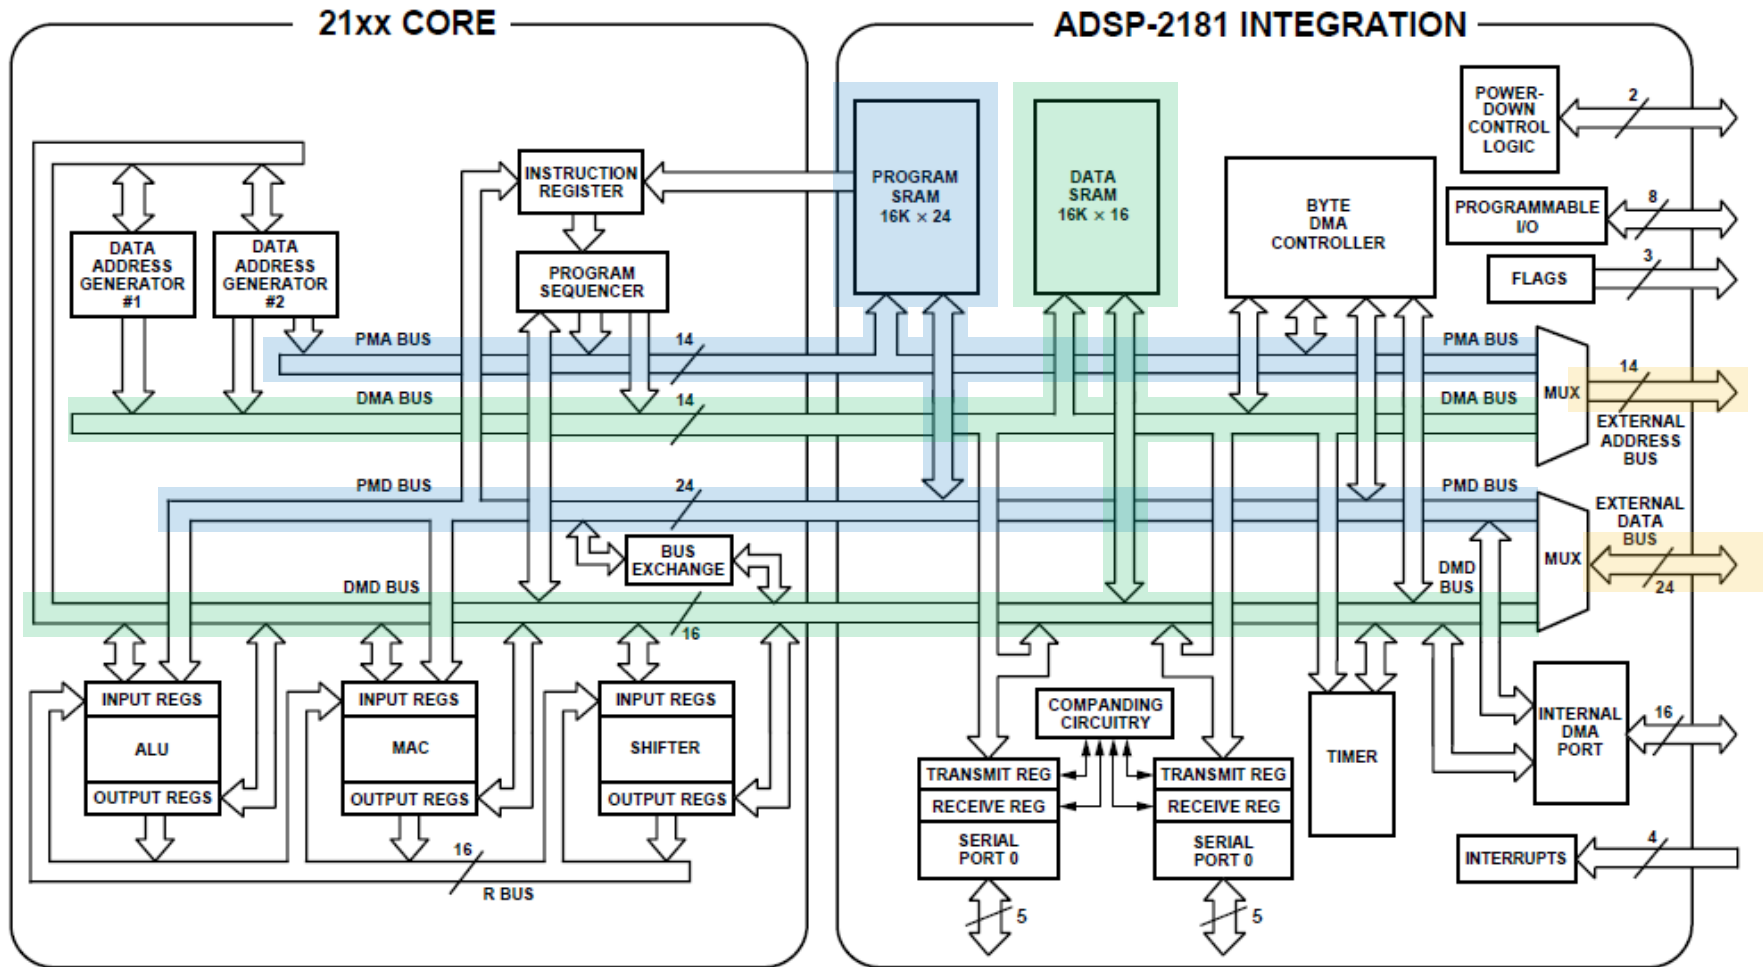 21xx CORE
ADSP-2181 INTEGRATION
POWER-
DOWN
CONTROL
LOGIC
2
INSTRUCTION
REGISTER
PROGRAM
SRAM
16K × 24
DATA
SRAM
16K × 16
BYTE
DMA
CONTROLLER
PROGRAMMABLE
I/O
8
FLAGS
3
DATA
ADDRESS
GENERATOR
#1
DATA
ADDRESS
GENERATOR
#2
PROGRAM
SEQUENCER
PMA BUS
14
PMA BUS
DMA BUS
14
DMA BUS
MUX
14
EXTERNAL
ADDRESS
BUS
PMD BUS
24
PMD BUS
EXTERNAL
DATA
BUS
BUS
EXCHANGE
DMD BUS
16
DMD
BUS
MUX
24
INPUT REGS
ALU
OUTPUT REGS
INPUT REGS
MAC
OUTPUT REGS
INPUT REGS
SHIFTER
OUTPUT REGS
16
R BUS
COMPANDING
CIRCUITRY
TRANSMIT REG
RECEIVE REG
SERIAL
PORT 0
5
TRANSMIT REG
RECEIVE REG
SERIAL
PORT 0
5
TIMER
INTERNAL
DMA
PORT
16
INTERRUPTS
4